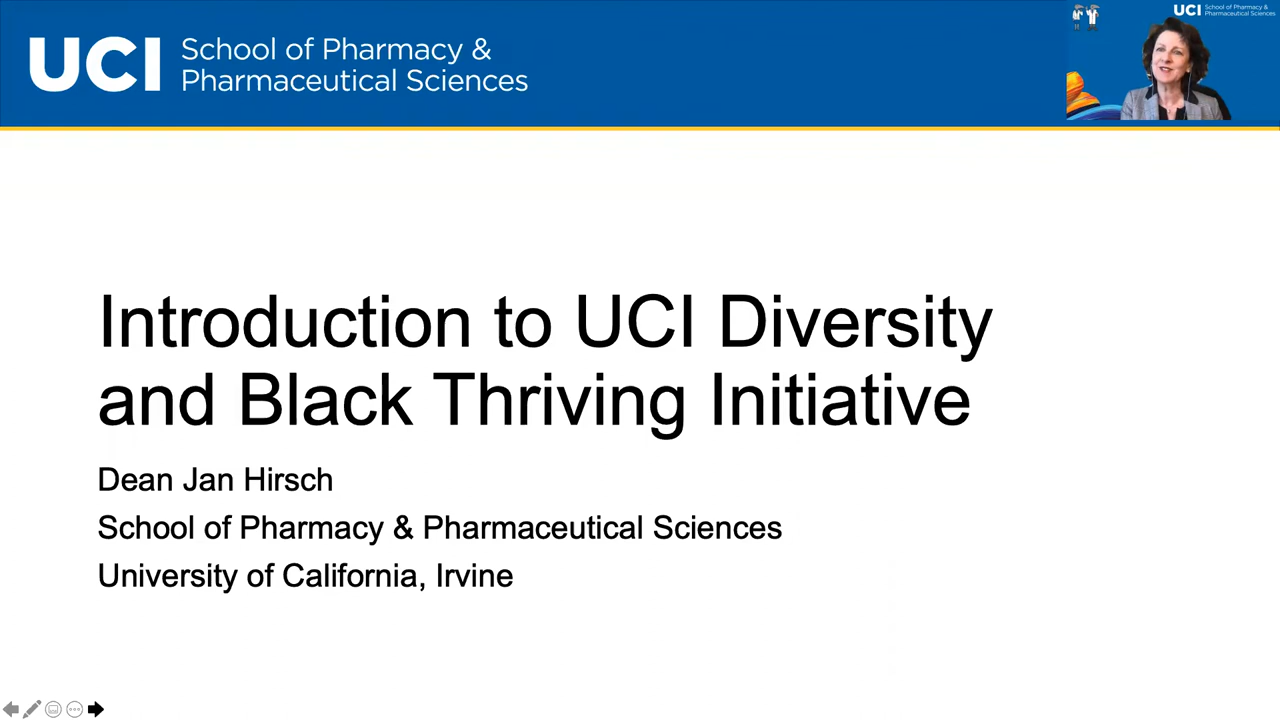 UCI School of Pharmacy &
Pharmaceutical Sciences
UCI School of Pharmacy &
Pharmaceutical Sciences
Introduction to UCI Diversity
and Black Thriving Initiative
Dean Jan Hirsch
School of Pharmacy & Pharmaceutical Sciences
University of California, Irvine